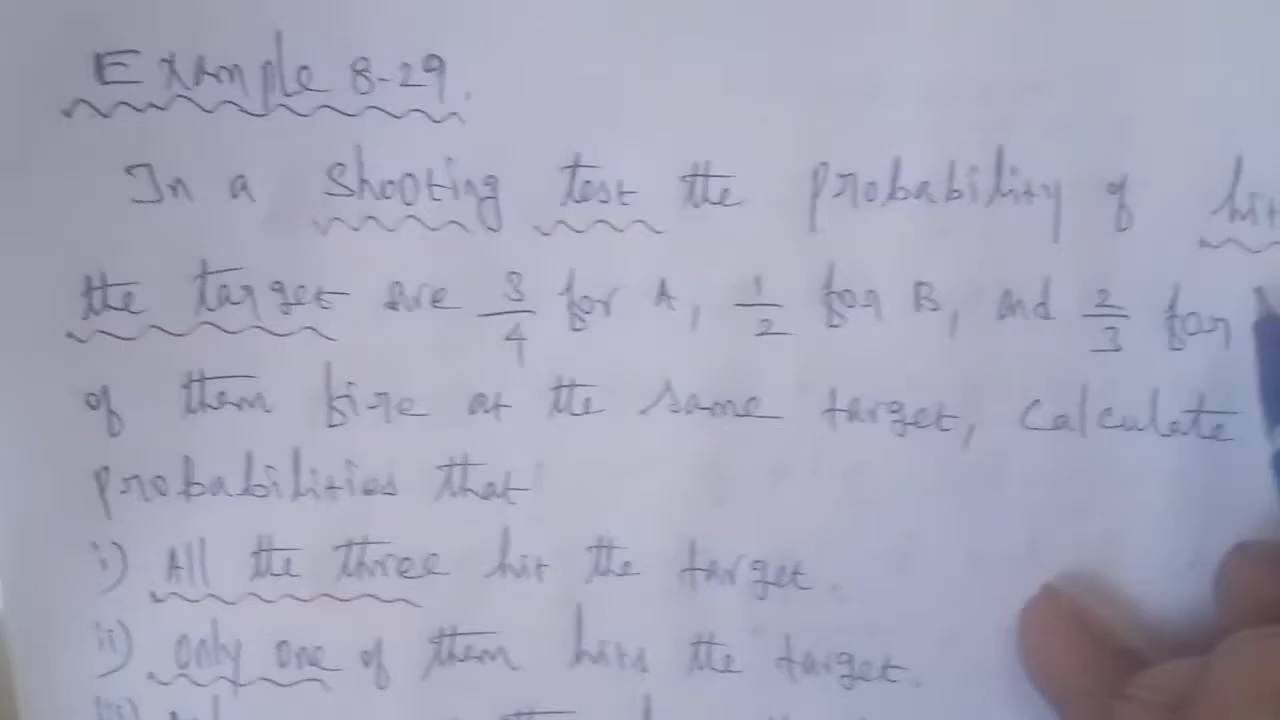 Example 8-29.
In a shooting test the probability of hit
the target are 3/4 for A, 1/2 for B, and 2/3 for
of them fire at the same target, Calculate
probabilities that
i) All the three hit the target.
ii) only one of them hits the target.
iii)